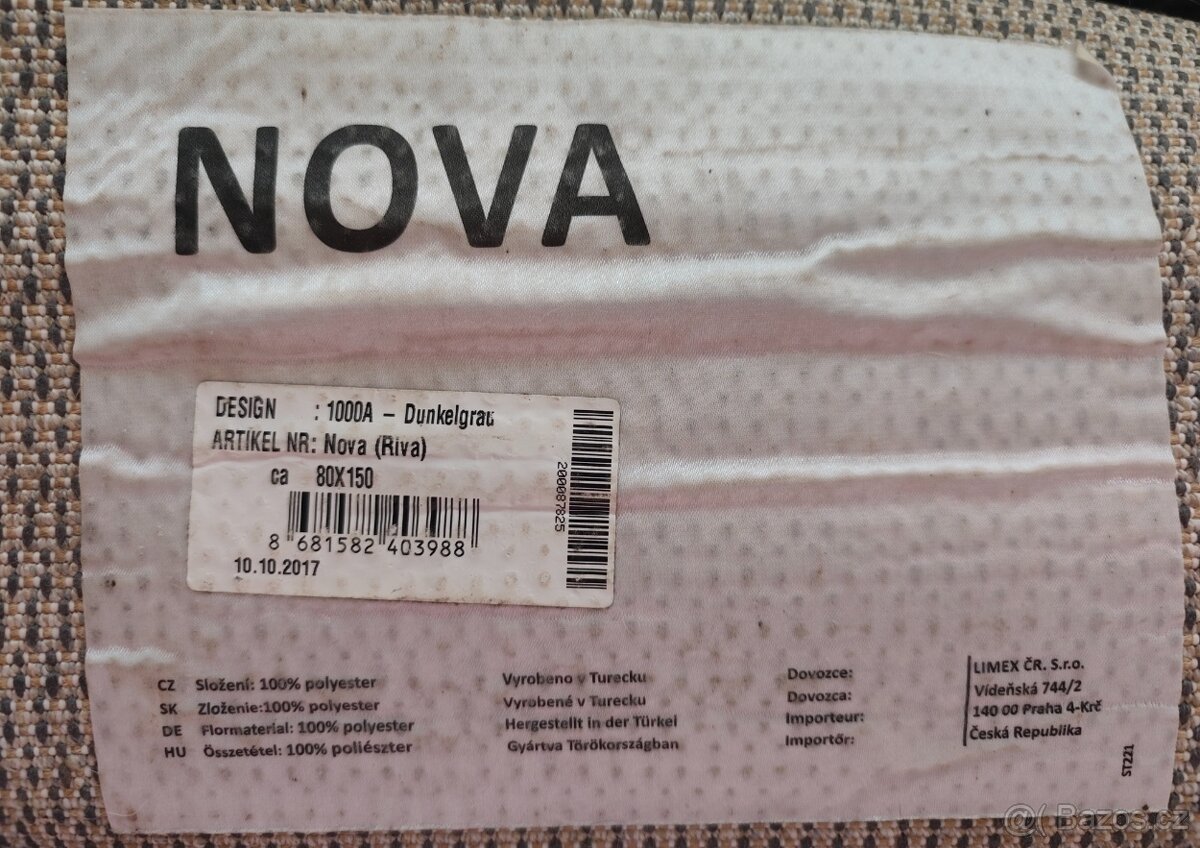 NOVA
DESIGN : 1000A – Dunkelgrau
ARTIKEL NR: Nova (Riva)
ca 80X150
8 681582 403988
10.10.2017
200087825
CZ Složení: 100% polyester
SK Zloženie:100% polyester
DE Flormaterial: 100% polyester
HU Összetétel: 100% poliészter
Vyrobeno v Turecku
Vyrobené v Turecku
Hergestellt in der Türkei
Gyártva Törökországban
Dovozce:
Dovozca:
Importeur:
Importőr:
LIMEX ČR. S.r.o.
Vídeňská 744/2
140 00 Praha 4-Krč
Česká Republika
ST221
@( Bazos.cz